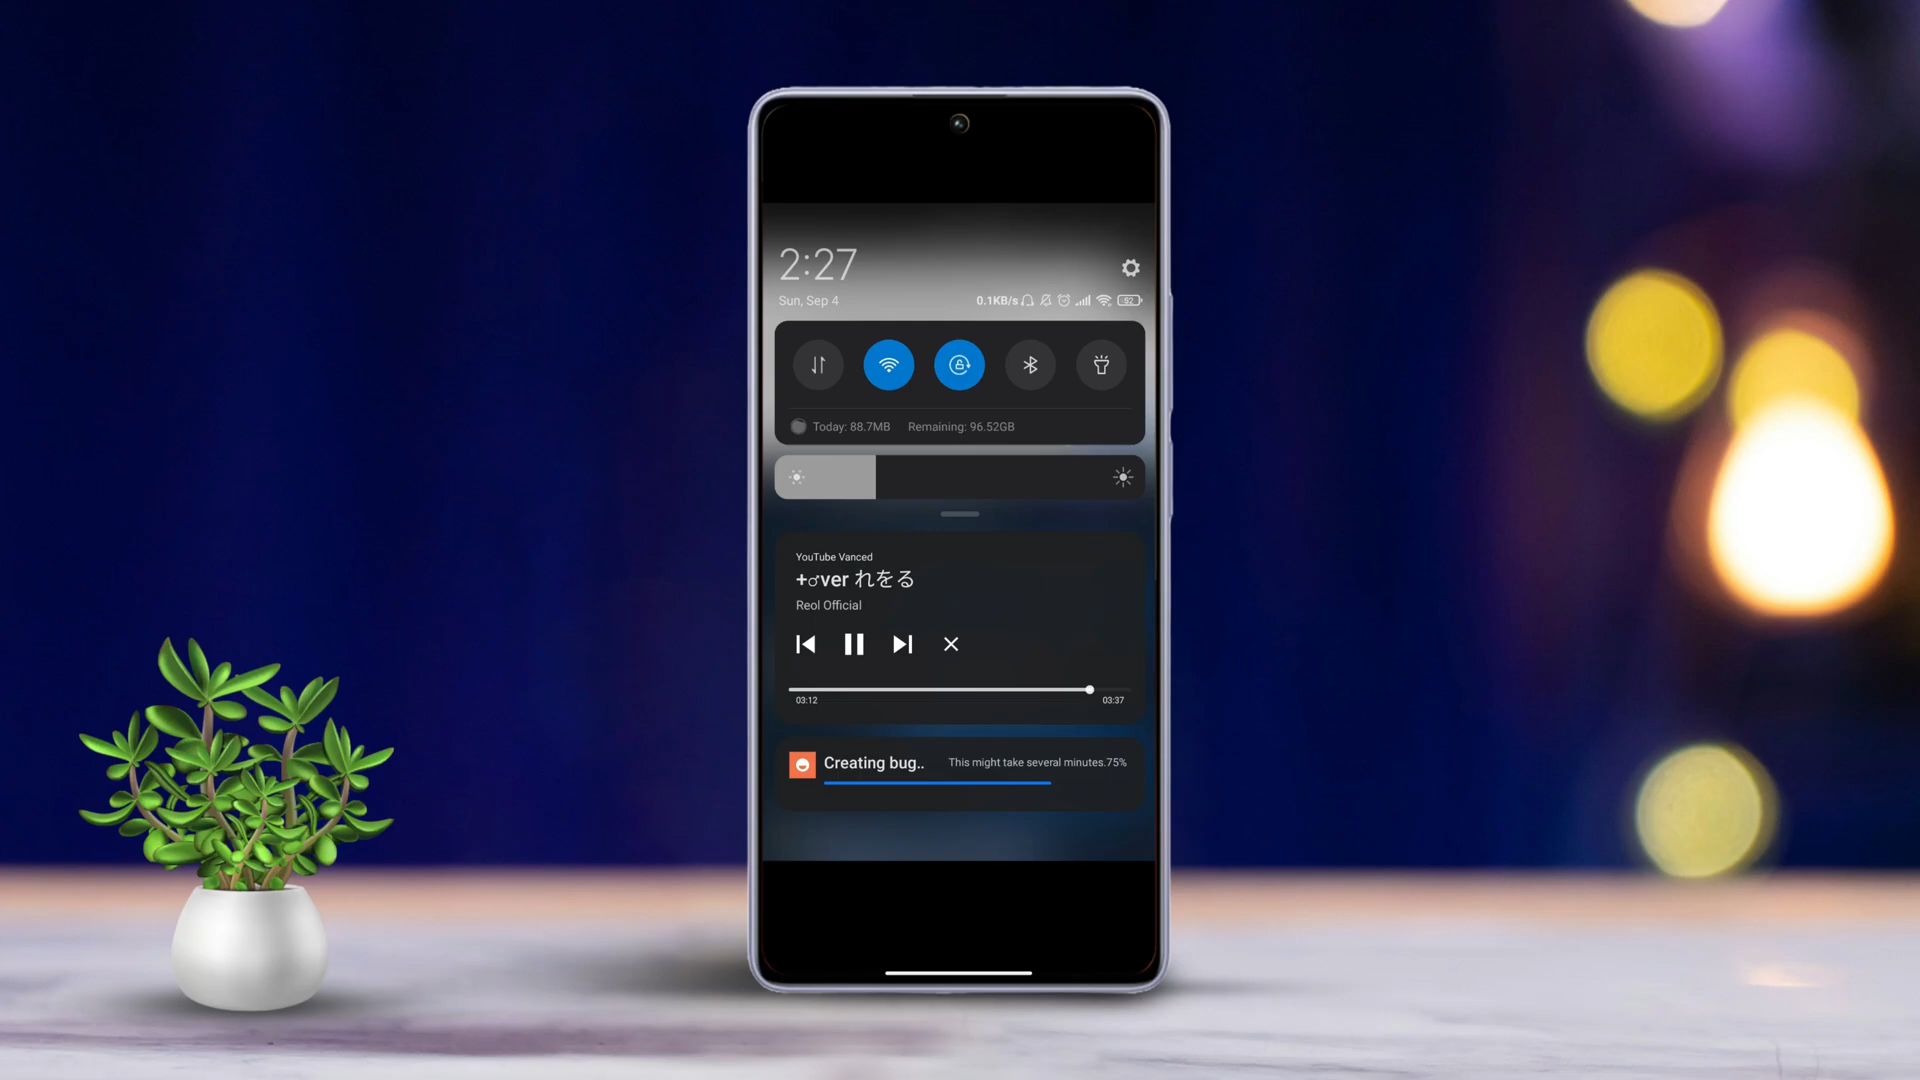 2:27
Sun, Sep 4
0.1KB/s
92
Today: 88.7MB Remaining: 96.52GB
YouTube Vanced
+♂ver れをる
Reol Official
03:12 03:37
Creating bug.. This might take several minutes.75%